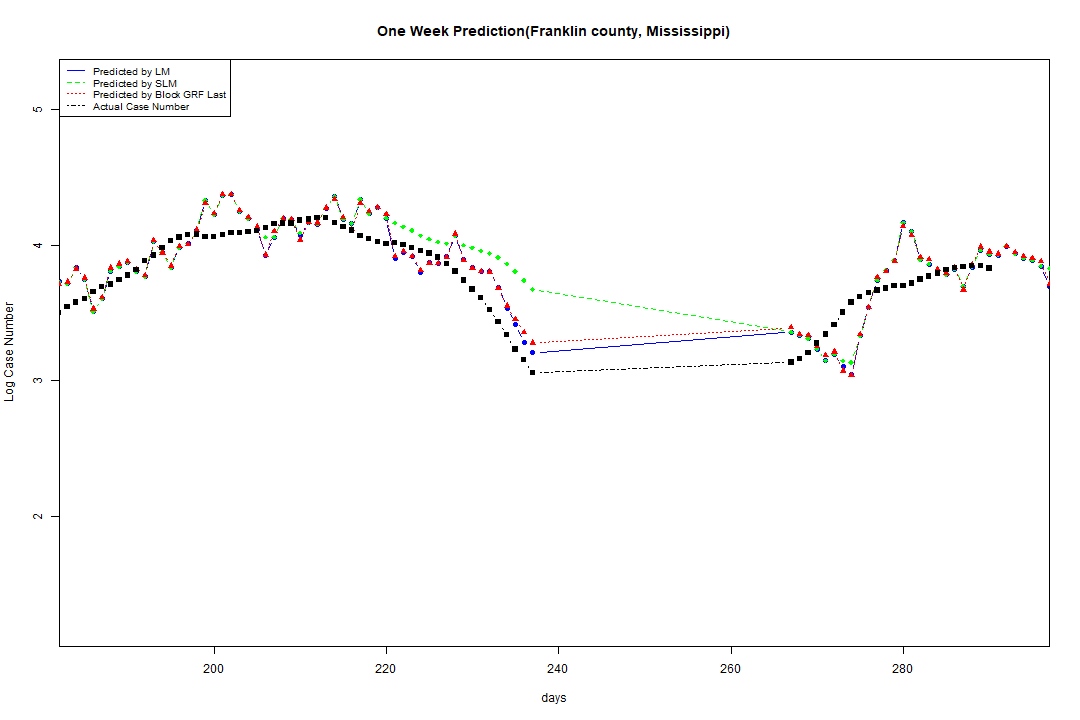 One Week Prediction(Franklin county, Mississippi)
Predicted by LM
Predicted by SLM
Predicted by Block GRF Last
Actual Case Number
5
4
3
2
Log Case Number
200 220 240 260 280
days